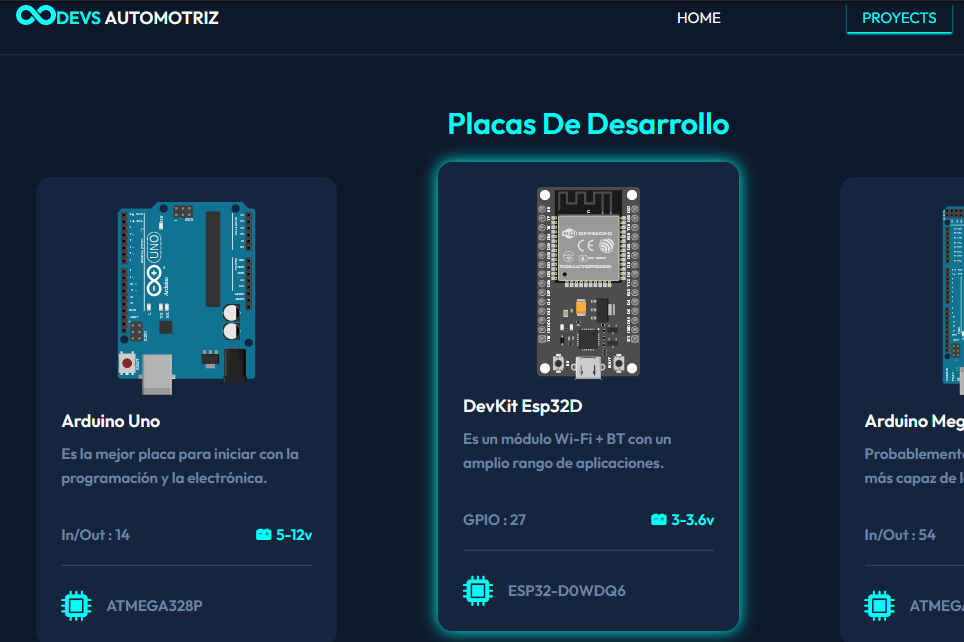 DEVS AUTOMOTRIZ
HOME
PROYECTS
Placas De Desarrollo
UNO
Arduino
Arduino Uno
Es la mejor placa para iniciar con la
programación y la electrónica.
In/Out : 14
5-12v
ATMEGA328P
DevKit Esp32D
Es un módulo Wi-Fi + BT con un
amplio rango de aplicaciones.
GPIO : 27
3-3.6v
ESP32-D0WDQ6
Arduino Meg
Probablement
más capaz de l
In/Out : 54
ATMEGA